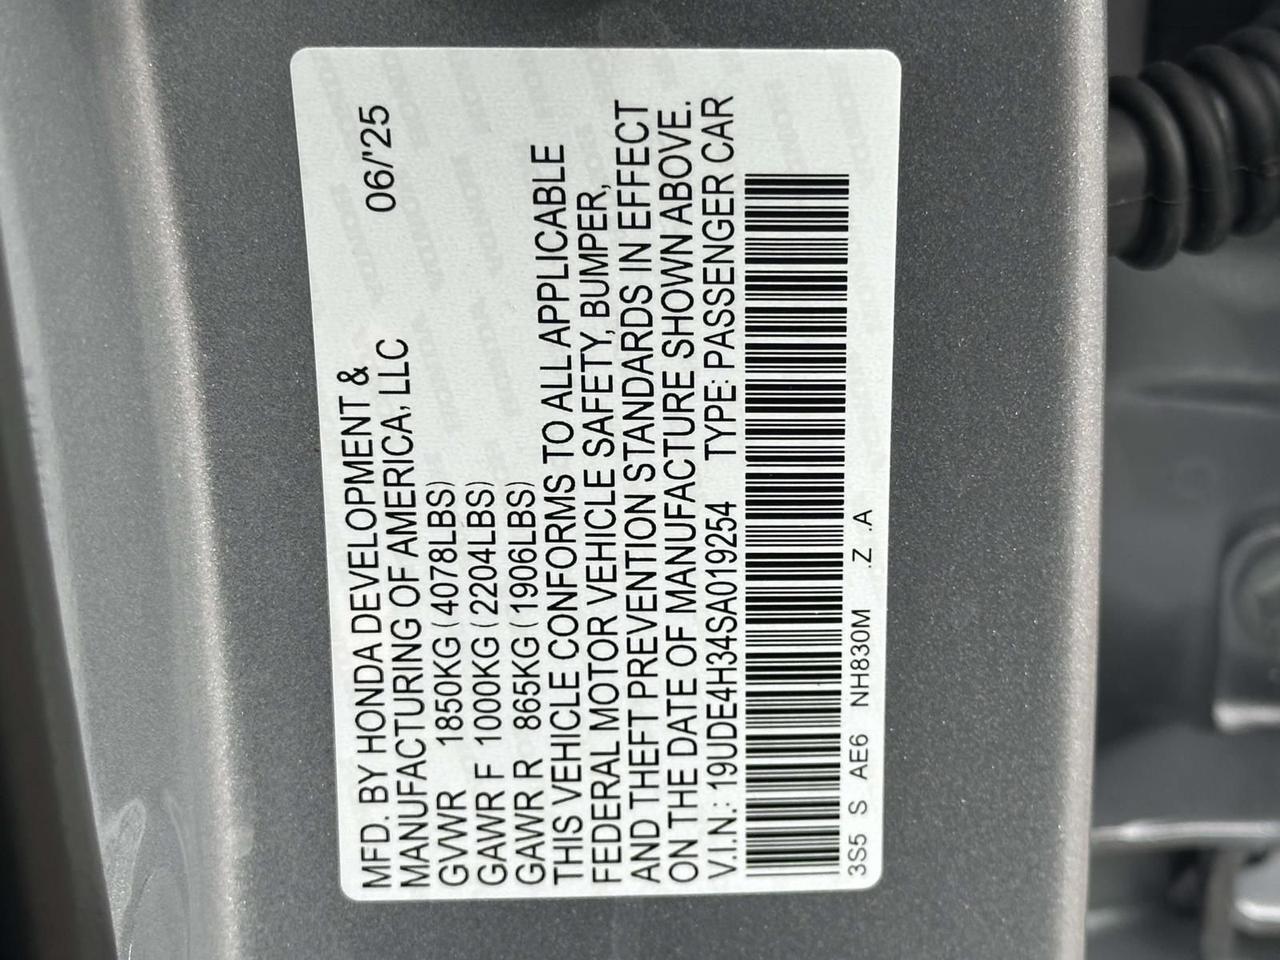 MFD. BY HONDA DEVELOPMENT &
MANUFACTURING OF AMERICA, LLC 06/'25
GVWR 1850KG (4078LBS)
GAWR F 1000KG (2204LBS)
GAWR R 865KG (1906LBS)
THIS VEHICLE CONFORMS TO ALL APPLICABLE
FEDERAL MOTOR VEHICLE SAFETY, BUMPER,
AND THEFT PREVENTION STANDARDS IN EFFECT
ON THE DATE OF MANUFACTURE SHOWN ABOVE.
V.I.N.: 19UDE4H34SA019254 TYPE: PASSENGER CAR
3S5 S AE6 NH830M .Z .A